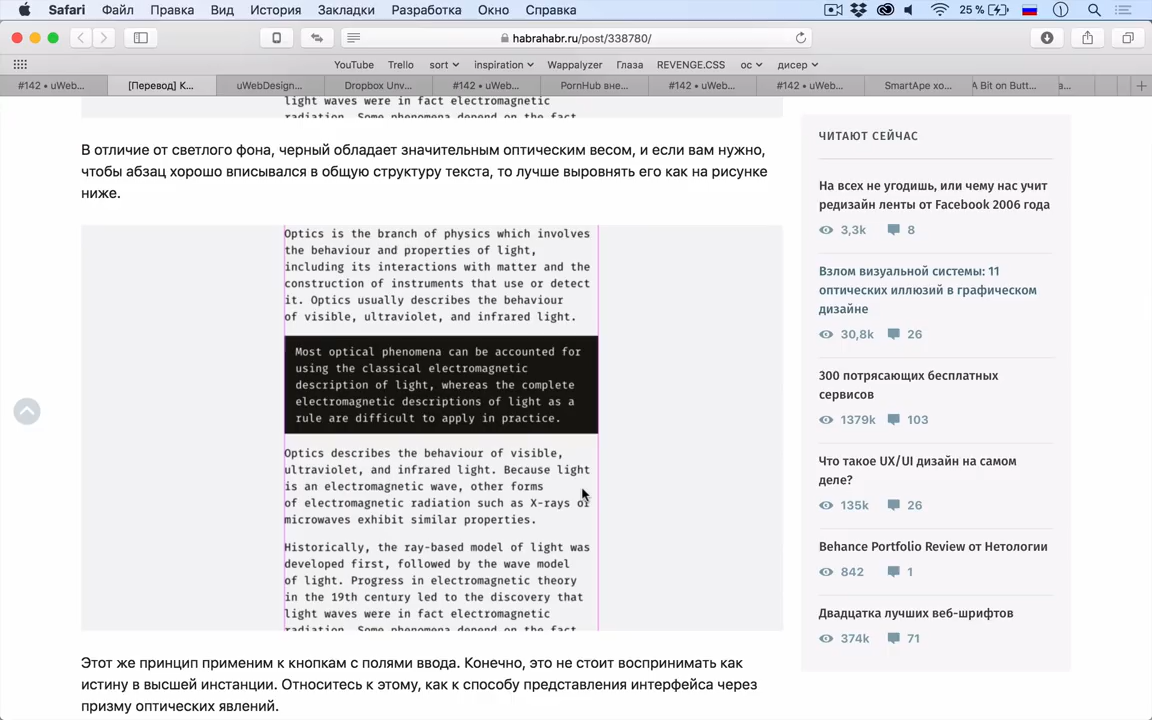 Safari Файл Правка Вид История Закладки Разработка Окно Справка 25 %
habrahabr.ru/post/338780/
YouTube Trello sort inspiration Wappalyzer Глаза REVENGE.CSS ос дисер
#142 • uWeb... [Перевод] К... uWebDesign... Dropbox Unv... #142 • uWeb... PornHub вне... #142 • uWeb... #142 • uWeb... SmartApe хо... A Bit on Butt... в...
light waves were in fact electromagnetic
radiation. Some phenomena depend on the fact
В отличие от светлого фона, черный обладает значительным оптическим весом, и если вам нужно,
чтобы абзац хорошо вписывался в общую структуру текста, то лучше выровнять его как на рисунке
ниже.
Optics is the branch of physics which involves
the behaviour and properties of light,
including its interactions with matter and the
construction of instruments that use or detect
it. Optics usually describes the behaviour
of visible, ultraviolet, and infrared light.
Most optical phenomena can be accounted for
using the classical electromagnetic
description of light, whereas the complete
electromagnetic descriptions of light as a
rule are difficult to apply in practice.
Optics describes the behaviour of visible,
ultraviolet, and infrared light. Because light
is an electromagnetic wave, other forms
of electromagnetic radiation such as X-rays or
microwaves exhibit similar properties.
Historically, the ray-based model of light was
developed first, followed by the wave model
of light. Progress in electromagnetic theory
in the 19th century led to the discovery that
light waves were in fact electromagnetic
radiation. Some phenomena depend on the fact
Этот же принцип применим к кнопкам с полями ввода. Конечно, это не стоит воспринимать как
истину в высшей инстанции. Относитесь к этому, как к способу представления интерфейса через
призму оптических явлений.
ЧИТАЮТ СЕЙЧАС
На всех не угодишь, или чему нас учит
редизайн ленты от Facebook 2006 года
3,3k 8
Взлом визуальной системы: 11
оптических иллюзий в графическом
дизайне
30,8k 26
300 потрясающих бесплатных
сервисов
1379k 103
Что такое UX/UI дизайн на самом
деле?
135k 26
Behance Portfolio Review от Нетологии
842 1
Двадцатка лучших веб-шрифтов
374k 71